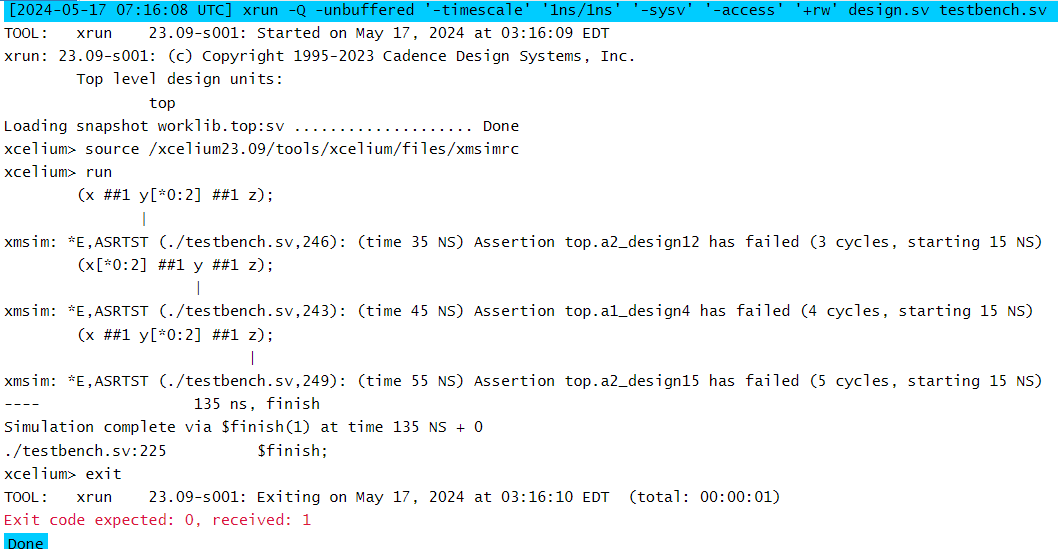 [2024-05-17 07:16:08 UTC] xrun -Q -unbuffered '-timescale' '1ns/1ns' '-sysv' '-access' '+rw' design.sv testbench.sv
TOOL:	xrun	23.09-s001: Started on May 17, 2024 at 03:16:09 EDT
xrun: 23.09-s001: (c) Copyright 1995-2023 Cadence Design Systems, Inc.
	Top level design units:
		top
Loading snapshot worklib.top:sv .................... Done
xcelium> source /xcelium23.09/tools/xcelium/files/xmsimrc
xcelium> run
	(x ##1 y[*0:2] ##1 z);
	       |
xmsim: *E,ASRTST (./testbench.sv,246): (time 35 NS) Assertion top.a2_design12 has failed (3 cycles, starting 15 NS)
	(x[*0:2] ##1 y ##1 z);
	             |
xmsim: *E,ASRTST (./testbench.sv,243): (time 45 NS) Assertion top.a1_design4 has failed (4 cycles, starting 15 NS)
	(x ##1 y[*0:2] ##1 z);
	                   |
xmsim: *E,ASRTST (./testbench.sv,249): (time 55 NS) Assertion top.a2_design15 has failed (5 cycles, starting 15 NS)
----                 135 ns, finish
Simulation complete via $finish(1) at time 135 NS + 0
./testbench.sv:225          $finish;
xcelium> exit
TOOL:	xrun	23.09-s001: Exiting on May 17, 2024 at 03:16:10 EDT  (total: 00:00:01)
Exit code expected: 0, received: 1
Done